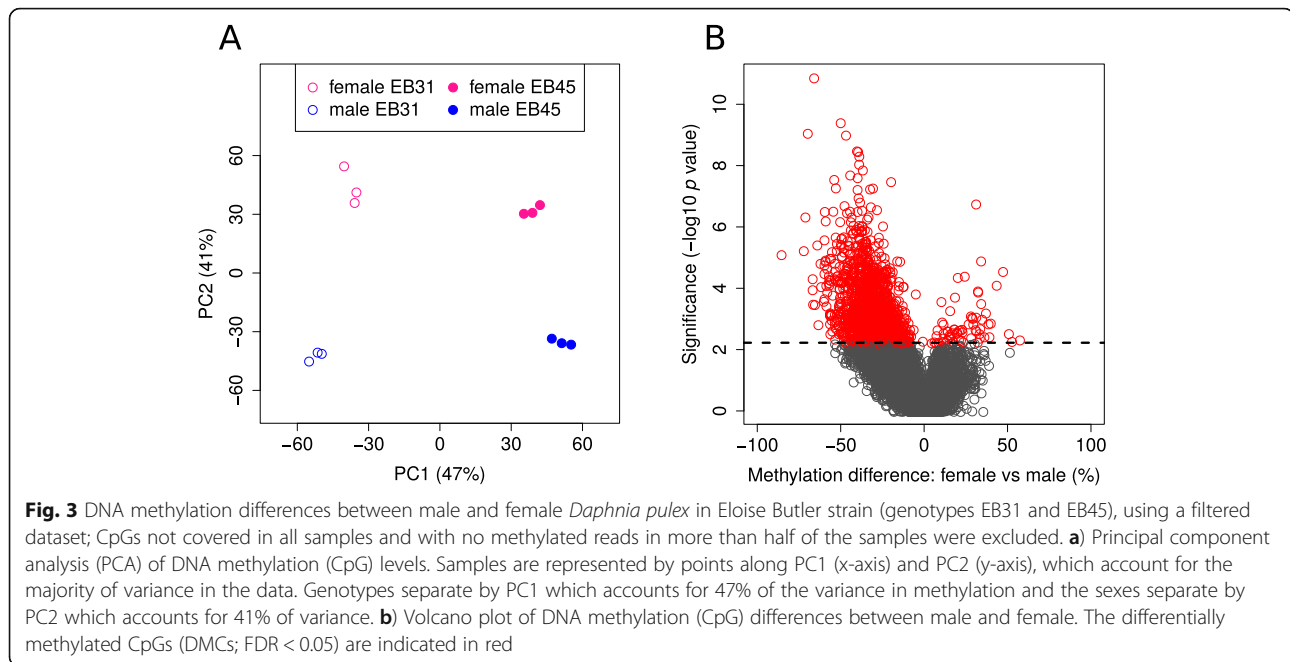 A
B
female EB31
female EB45
male EB31
male EB45
60
30
0
−30
−60
PC2 (41%)
−60
−30
0
30
60
PC1 (47%)
10
8
6
4
2
0
Significance (−log10 p value)
−100
−50
0
50
100
Methylation difference: female vs male (%)
Fig. 3 DNA methylation differences between male and female Daphnia pulex in Eloise Butler strain (genotypes EB31 and EB45), using a filtered
dataset; CpGs not covered in all samples and with no methylated reads in more than half of the samples were excluded. a) Principal component
analysis (PCA) of DNA methylation (CpG) levels. Samples are represented by points along PC1 (x-axis) and PC2 (y-axis), which account for the
majority of variance in the data. Genotypes separate by PC1 which accounts for 47% of the variance in methylation and the sexes separate by
PC2 which accounts for 41% of variance. b) Volcano plot of DNA methylation (CpG) differences between male and female. The differentially
methylated CpGs (DMCs; FDR < 0.05) are indicated in red